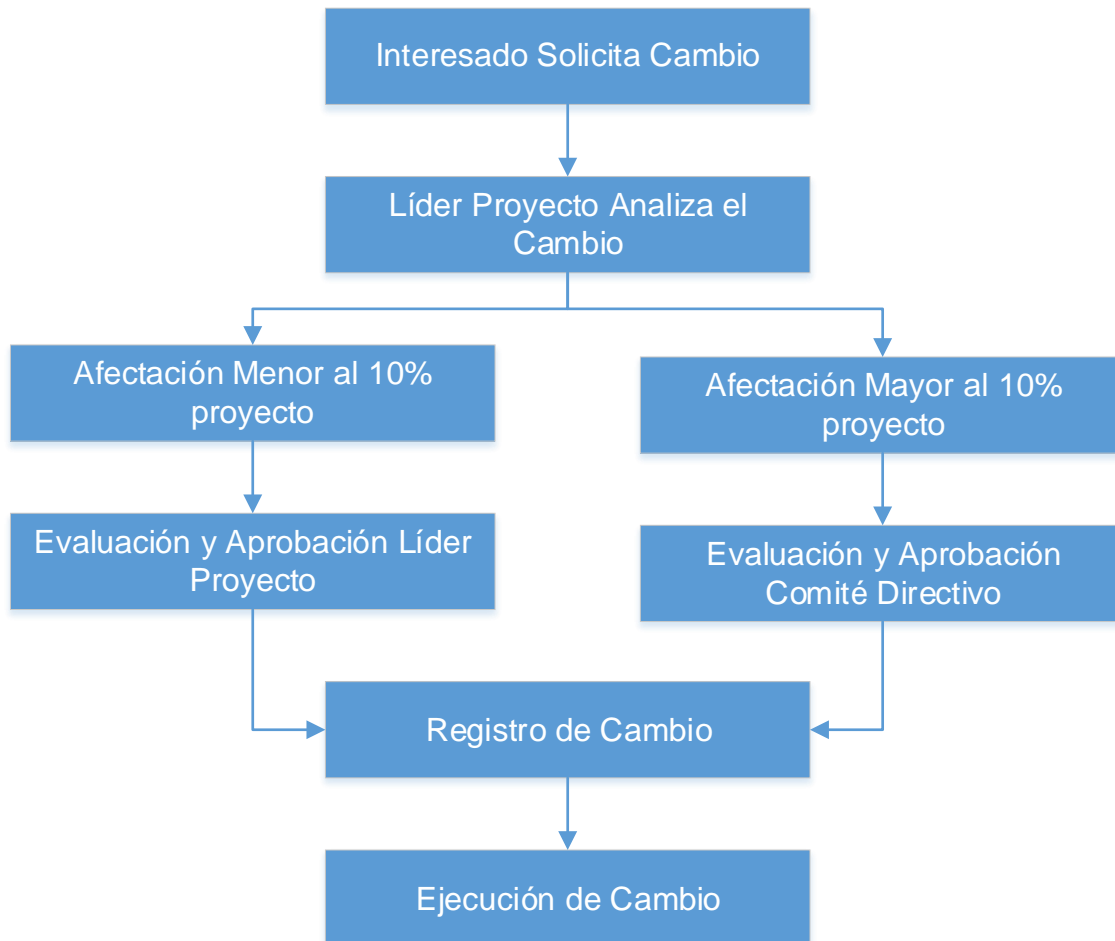 Interesado Solicita Cambio
Líder Proyecto Analiza el
Cambio
Afectación Menor al 10%
proyecto
Afectación Mayor al 10%
proyecto
Evaluación y Aprobación Líder
Proyecto
Evaluación y Aprobación
Comité Directivo
Registro de Cambio
Ejecución de Cambio